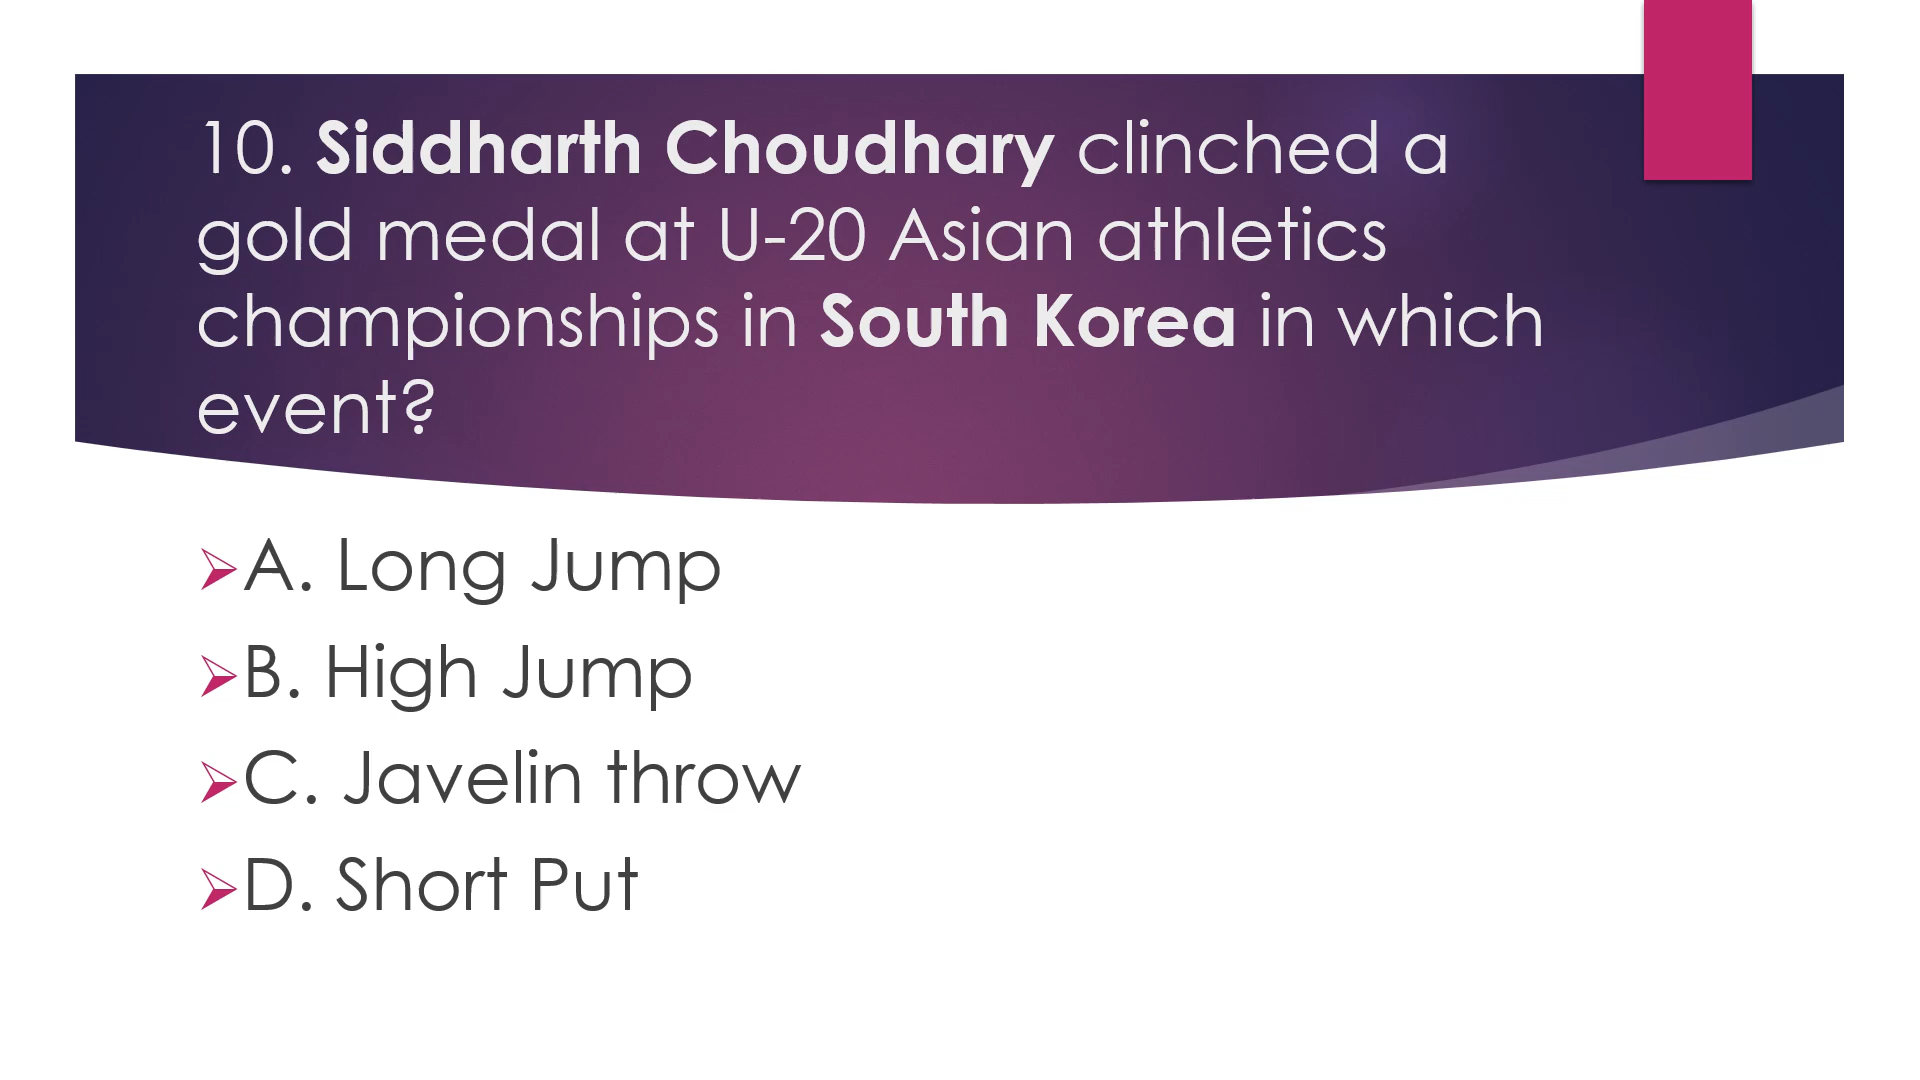 10. Siddharth Choudhary clinched a
gold medal at U-20 Asian athletics
championships in South Korea in which
event?
A. Long Jump
B. High Jump
C. Javelin throw
D. Short Put